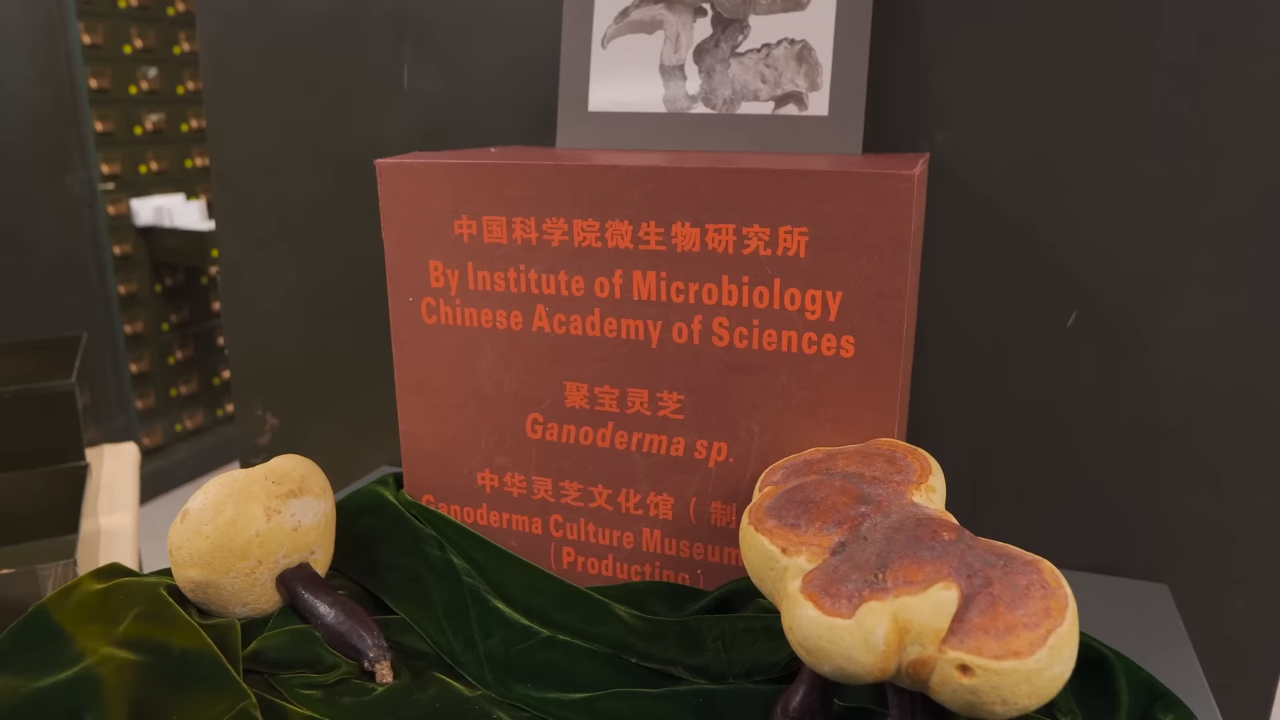 中国科学院微生物研究所
By Institute of Microbiology
Chinese Academy of Sciences
聚宝灵芝
Ganoderma sp.
中华灵芝文化馆（制
Ganoderma Culture Museum
(Producting)